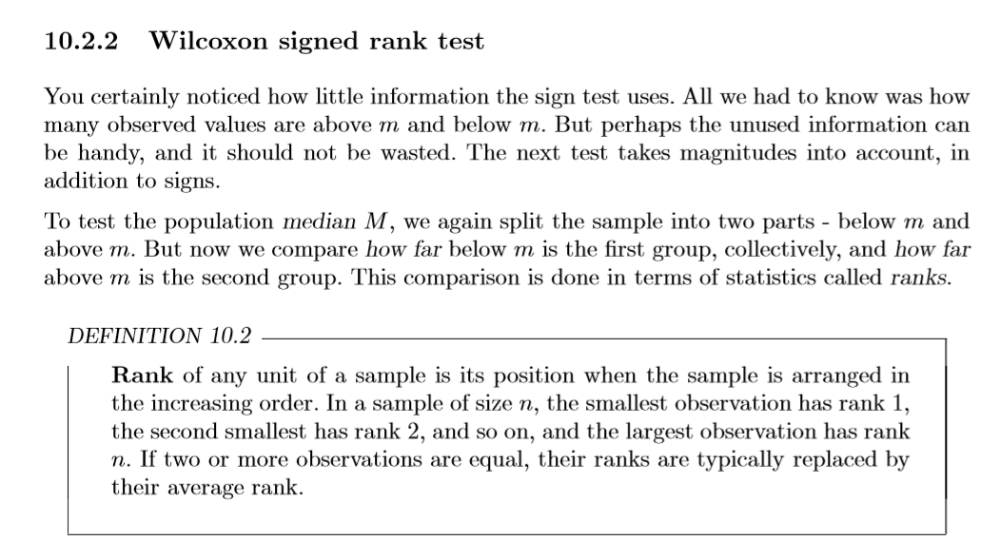 10.2.2 Wilcoxon signed rank test
You certainly noticed how little information the sign test uses. All we had to know was how
many observed values are above m and below m. But perhaps the unused information can
be handy, and it should not be wasted. The next test takes magnitudes into account, in
addition to signs.
To test the population median M, we again split the sample into two parts - below m and
above m. But now we compare how far below m is the first group, collectively, and how far
above m is the second group. This comparison is done in terms of statistics called ranks.
DEFINITION 10.2
Rank of any unit of a sample is its position when the sample is arranged in
the increasing order. In a sample of size n, the smallest observation has rank 1,
the second smallest has rank 2, and so on, and the largest observation has rank
n. If two or more observations are equal, their ranks are typically replaced by
their average rank.